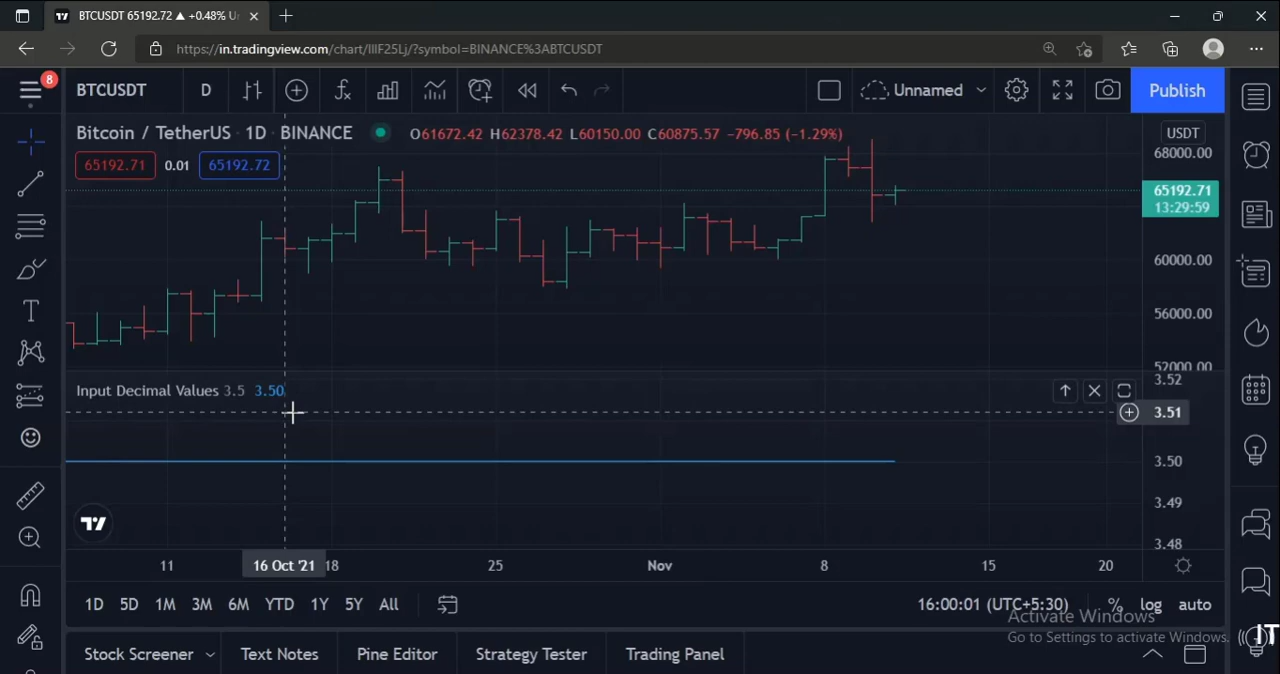 BTCUSDT 65192.72 ▲ +0.48% U
https://in.tradingview.com/chart/IIIF25Lj/?symbol=BINANCE%3ABTCUSDT
8
BTCUSDT
D
Unnamed
Publish
Bitcoin / TetherUS · 1D · BINANCE
O61672.42 H62378.42 L60150.00 C60875.57 -796.85 (-1.29%)
USDT
65192.71 0.01 65192.72
68000.00
65192.71
13:29:59
60000.00
56000.00
52000.00
Input Decimal Values 3.5 3.50
3.52
3.51
3.50
3.49
3.48
11
16 Oct '21
18
25
Nov
8
15
20
1D 5D 1M 3M 6M YTD 1Y 5Y All
16:00:01 (UTC+5:30) % log auto
Activate Windows
Go to Settings to activate Windows.
IT
Stock Screener Text Notes Pine Editor Strategy Tester Trading Panel